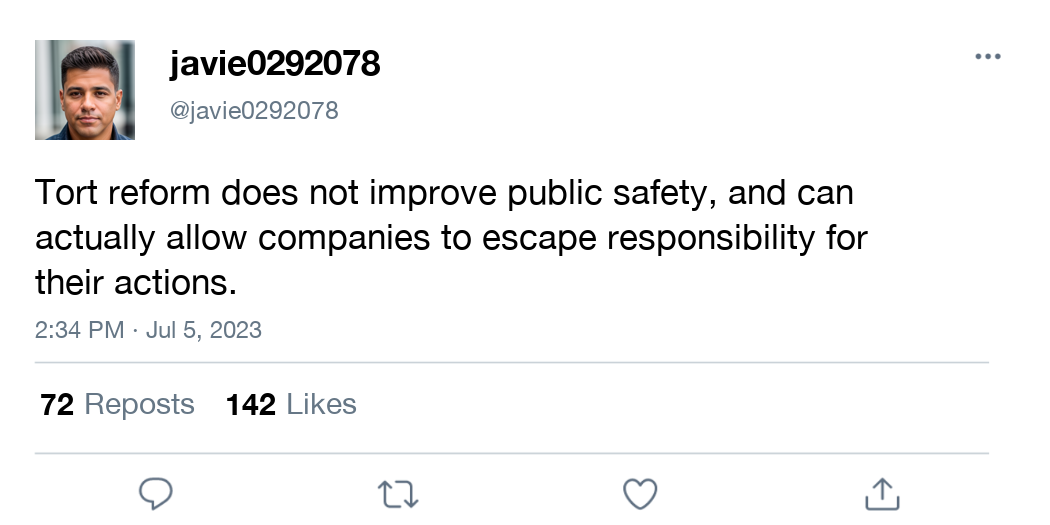 javie0292078
@javie0292078
Tort reform does not improve public safety, and can
actually allow companies to escape responsibility for
their actions.
2:34 PM · Jul 5, 2023
72 Reposts 142 Likes